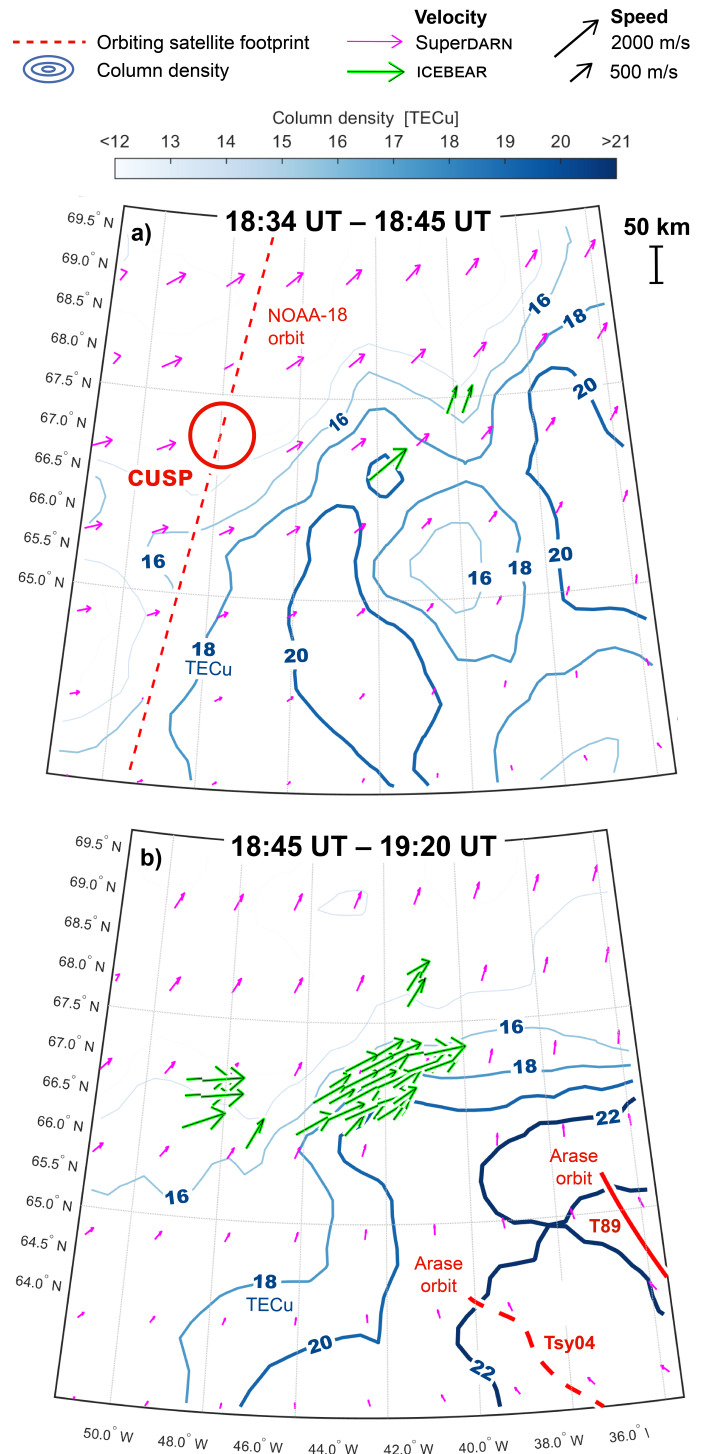 Velocity
Speed
Orbiting satellite footprint
SuperDARN
2000 m/s
Column density
ICEBEAR
500 m/s
Column density [TECu]
<12 13 14 15 16 17 18 19 20 >21
18:34 UT – 18:45 UT
a)
50 km
69.5° N
69.0° N
68.5° N
68.0° N
67.5° N
67.0° N
66.5° N
66.0° N
65.5° N
65.0° N
NOAA-18
orbit
CUSP
16
18
20
16
16
18
TECu
20
16
18
20
18:45 UT – 19:20 UT
b)
69.5° N
69.0° N
68.5° N
68.0° N
67.5° N
67.0° N
66.5° N
66.0° N
65.5° N
65.0° N
64.5° N
64.0° N
16
18
22
Arase
orbit
T89
16
Arase
orbit
18
TECu
20
Tsy04
22
50.0° W 48.0° W 46.0° W 44.0° W 42.0° W 40.0° W 38.0° W 36.0°